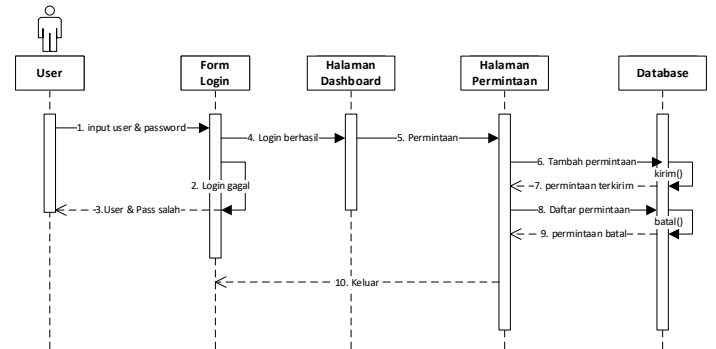 User
Form
Login
Halaman
Dashboard
Halaman
Permintaan
Database
1. input user & password
4. Login berhasil
5. Permintaan
6. Tambah permintaan
kirim()
2. Login gagal
7. permintaan terkirim
3.User & Pass salah
8. Daftar permintaan
batal()
9. permintaan batal
10. Keluar